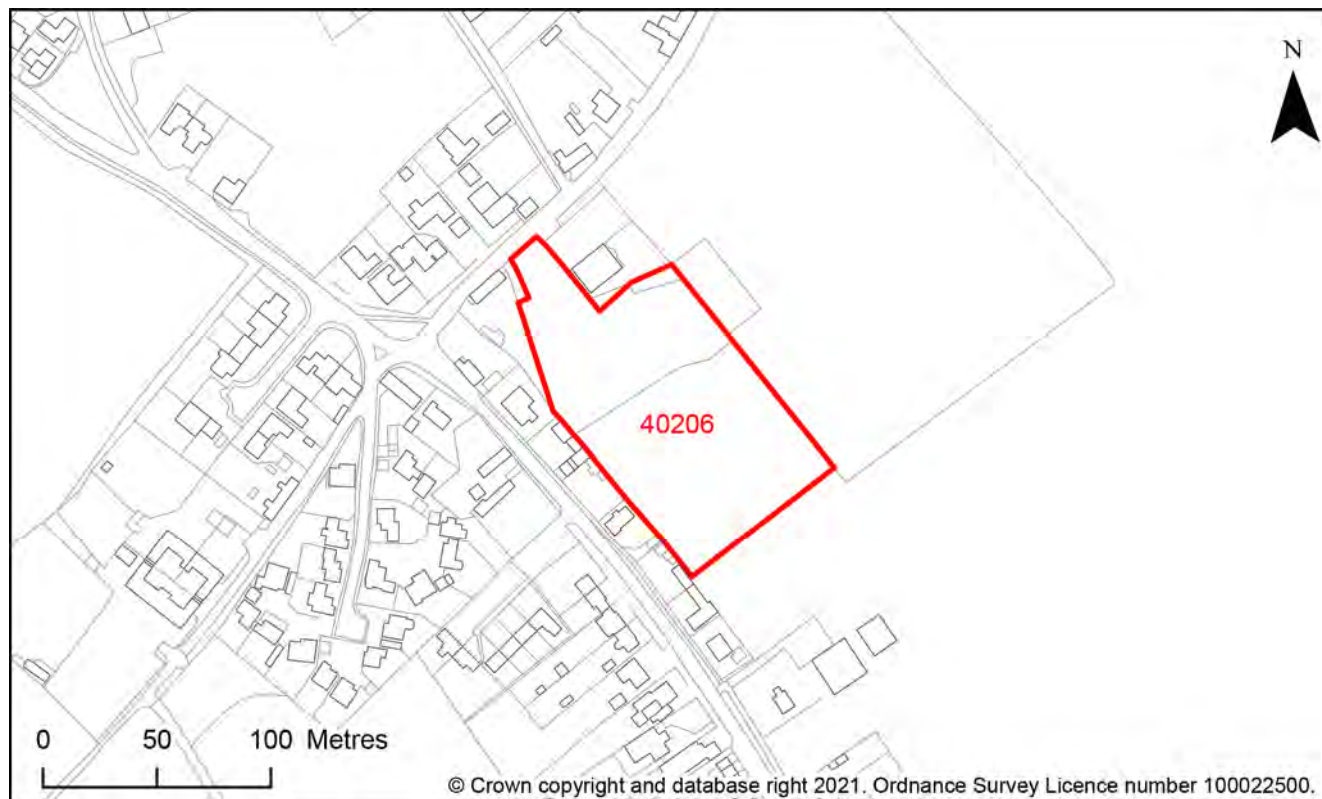 N
40206
0 50 100 Metres
© Crown copyright and database right 2021. Ordnance Survey Licence number 100022500.